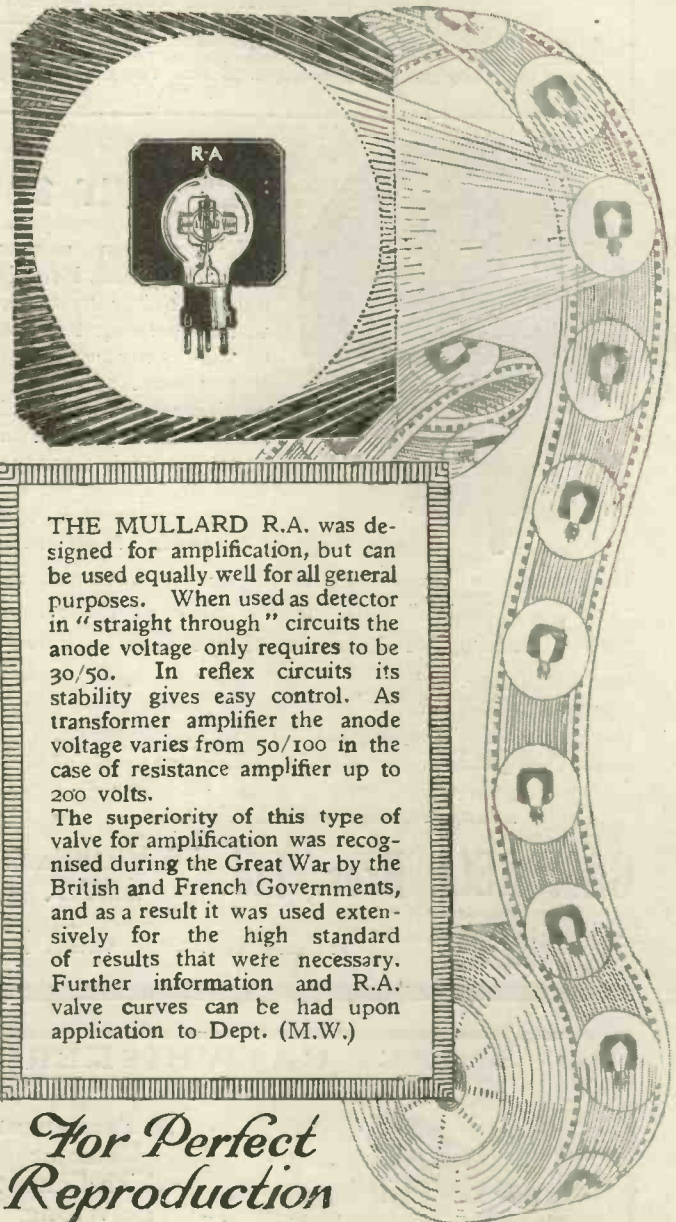 R·A
THE MULLARD R.A. was de-
signed for amplification, but can
be used equally well for all general
purposes. When used as detector
in "straight through" circuits the
anode voltage only requires to be
30/50. In reflex circuits its
stability gives easy control. As
transformer amplifier the anode
voltage varies from 50/100 in the
case of resistance amplifier up to
200 volts.
The superiority of this type of
valve for amplification was recog-
nised during the Great War by the
British and French Governments,
and as a result it was used exten-
sively for the high standard
of results that were necessary.
Further information and R.A.
valve curves can be had upon
application to Dept. (M.W.)
For Perfect
Reproduction